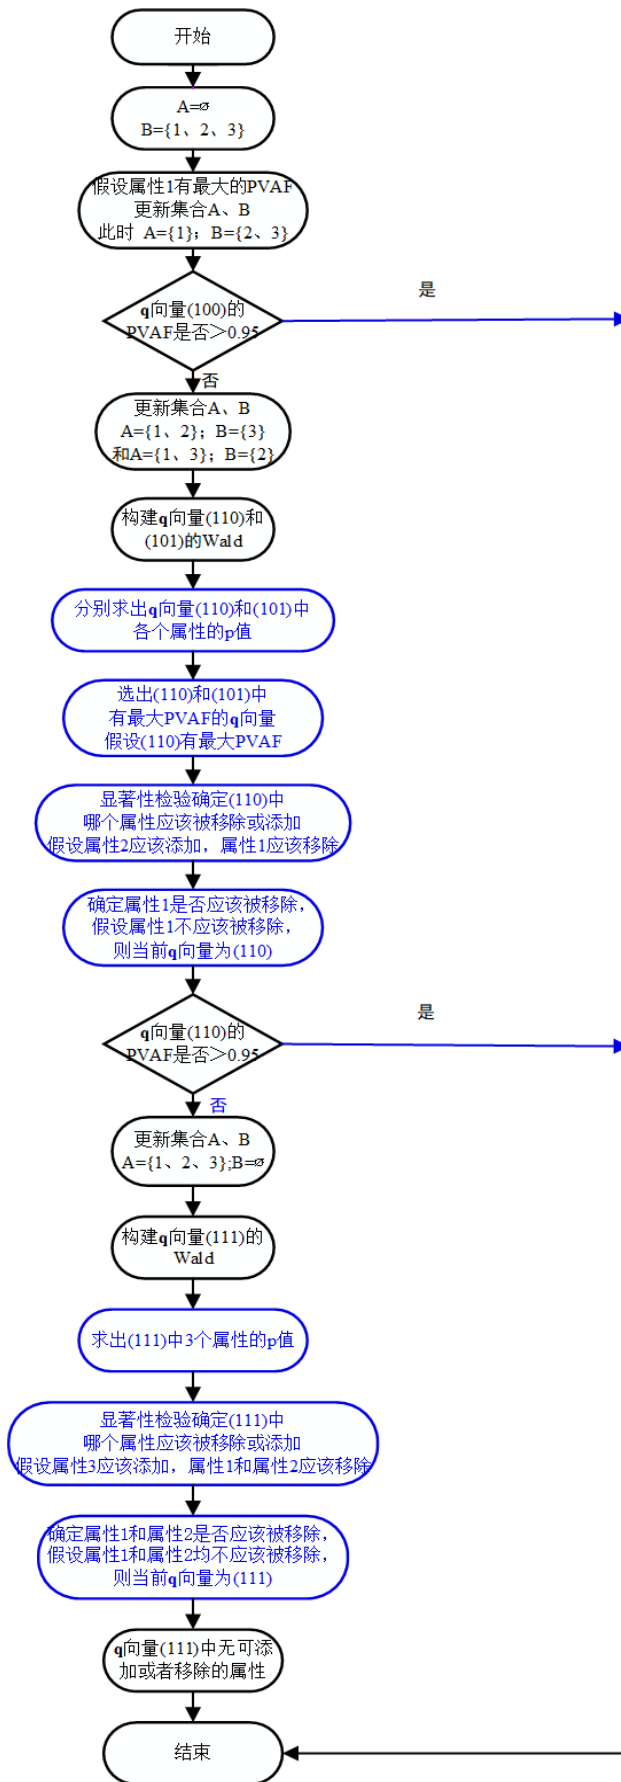 开始
A=∅
B={1、2、3}
假设属性1有最大的PVAF
更新集合A、B
此时 A={1}；B={2、3}
q向量(100)的
PVAF是否＞0.95
是
否
更新集合A、B
A={1、2}；B={3}
和A={1、3}；B={2}
构建q向量(110)和
(101)的Wald
分别求出q向量(110)和(101)中
各个属性的p值
选出(110)和(101)中
有最大PVAF的q向量
假设(110)有最大PVAF
显著性检验确定(110)中
哪个属性应该被移除或添加
假设属性2应该添加，属性1应该移除
确定属性1是否应该被移除，
假设属性1不应该被移除，
则当前q向量为(110)
q向量(110)的
PVAF是否＞0.95
是
否
更新集合A、B
A={1、2、3};B=∅
构建q向量(111)的
Wald
求出(111)中3个属性的p值
显著性检验确定(111)中
哪个属性应该被移除或添加
假设属性3应该添加，属性1和属性2应该移除
确定属性1和属性2是否应该被移除，
假设属性1和属性2均不应该被移除，
则当前q向量为(111)
q向量(111)中无可添
加或者移除的属性
结束